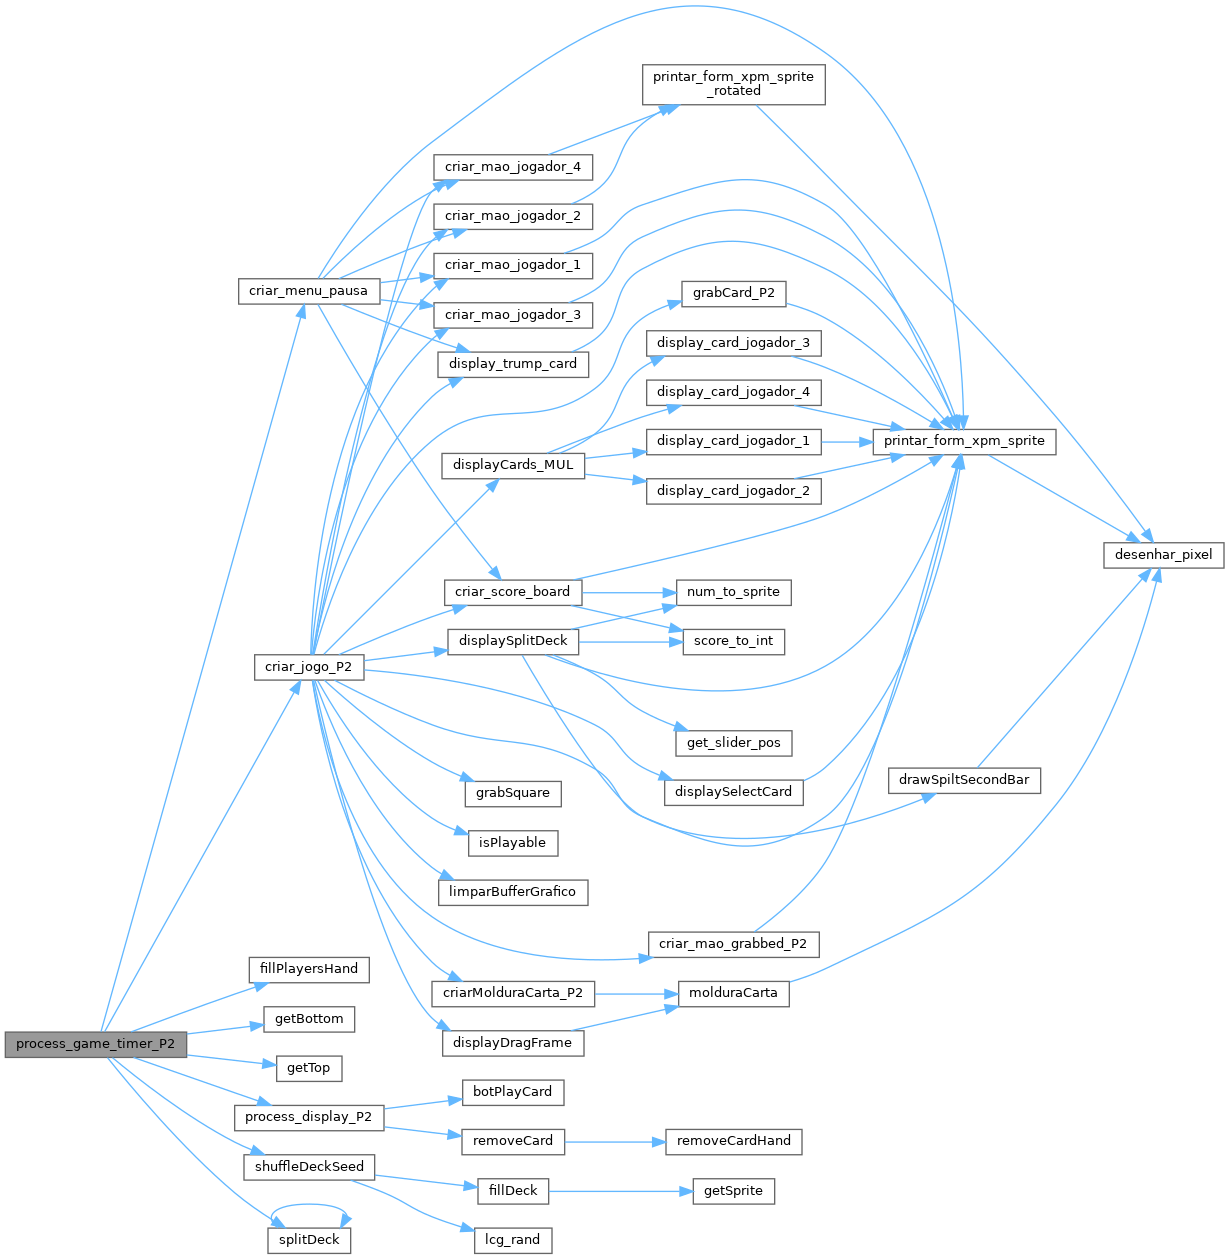 printar_form_xpm_sprite
_rotated
criar_mao_jogador_4
criar_mao_jogador_2
criar_mao_jogador_1
criar_menu_pausa
grabCard_P2
criar_mao_jogador_3
display_card_jogador_3
display_trump_card
display_card_jogador_4
display_card_jogador_1
printar_form_xpm_sprite
displayCards_MUL
display_card_jogador_2
desenhar_pixel
criar_score_board
num_to_sprite
displaySplitDeck
score_to_int
criar_jogo_P2
get_slider_pos
drawSpiltSecondBar
grabSquare
displaySelectCard
isPlayable
limparBufferGrafico
criar_mao_grabbed_P2
fillPlayersHand
criarMolduraCarta_P2
molduraCarta
getBottom
process_game_timer_P2
displayDragFrame
getTop
botPlayCard
process_display_P2
removeCard
removeCardHand
shuffleDeckSeed
fillDeck
getSprite
splitDeck
lcg_rand